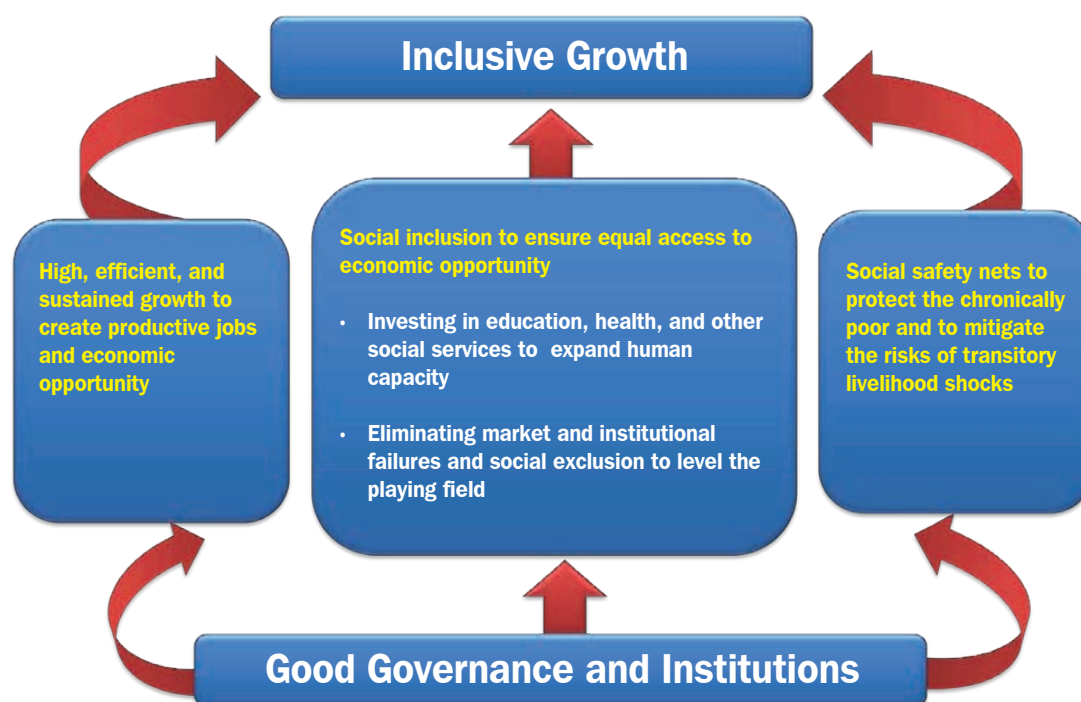 Inclusive Growth
High, efficient, and
sustained growth to
create productive jobs
and economic
opportunity
Social inclusion to ensure equal access to
economic opportunity
• Investing in education, health, and other
social services to expand human
capacity
• Eliminating market and institutional
failures and social exclusion to level the
playing field
Social safety nets to
protect the chronically
poor and to mitigate
the risks of transitory
livelihood shocks
Good Governance and Institutions